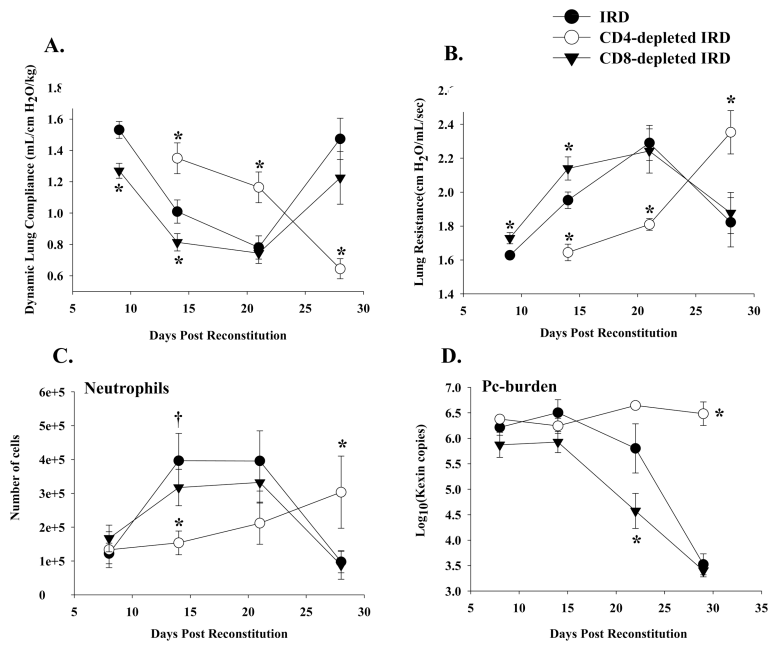 IRD
CD4-depleted IRD
CD8-depleted IRD
A.
Dynamic Lung Compliance (mL/cm H2O/kg)
1.8
1.6
1.4
1.2
1.0
0.8
0.6
*
*
*
*
*
5 10 15 20 25 30
Days Post Reconstitution
B.
Lung Resistance(cm H2O/mL/sec)
2.6
2.2
2.0
1.8
1.6
1.4
*
*
*
*
*
5 10 15 20 25 30
Days Post Reconstitution
C.
Neutrophils
Number of cells
6e+5
5e+5
4e+5
3e+5
2e+5
1e+5
0
†
*
*
5 10 15 20 25 30
Days Post Reconstitution
D.
Pc-burden
Log10(Kexin copies)
7.0
6.5
6.0
5.5
5.0
4.5
4.0
3.5
3.0
*
*
5 10 15 20 25 30 35
Days Post Reconstitution